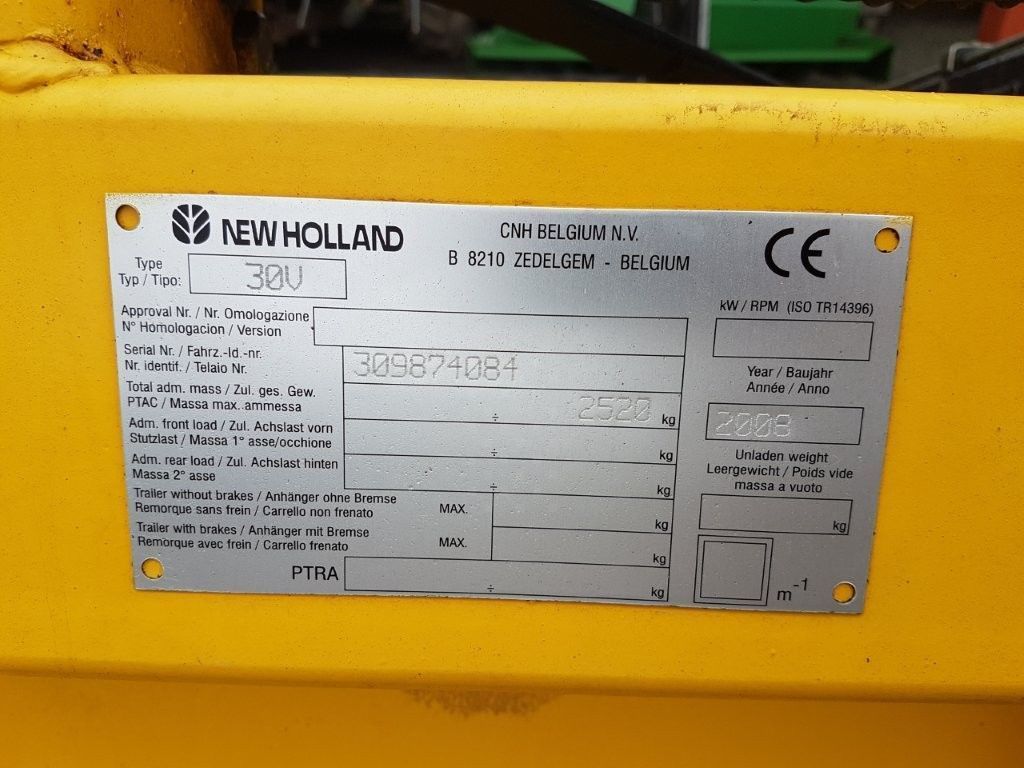 NEW HOLLAND
CNH BELGIUM N.V.
B 8210 ZEDELGEM - BELGIUM
CE
Type
Typ / Tipo:
30V
Approval Nr. / Nr. Omologazione
N° Homologacion / Version
Serial Nr. / Fahrz.-Id.-nr.
Nr. identif. / Telaio Nr.
309874084
Total adm. mass / Zul. ges. Gew.
PTAC / Massa max. ammessa
÷ 2520 kg
Adm. front load / Zul. Achslast vorn
Stutzlast / Massa 1° asse/occhione
÷ kg
Adm. rear load / Zul. Achslast hinten
Massa 2° asse
÷ kg
Trailer without brakes / Anhänger ohne Bremse
Remorque sans frein / Carrello non frenato
MAX. kg
Trailer with brakes / Anhänger mit Bremse
Remorque avec frein / Carrello frenato
MAX. kg
PTRA ÷ kg
kW / RPM (ISO TR14396)
Year / Baujahr
Année / Anno
2008
Unladen weight
Leergewicht / Poids vide
massa a vuoto
kg
m-1